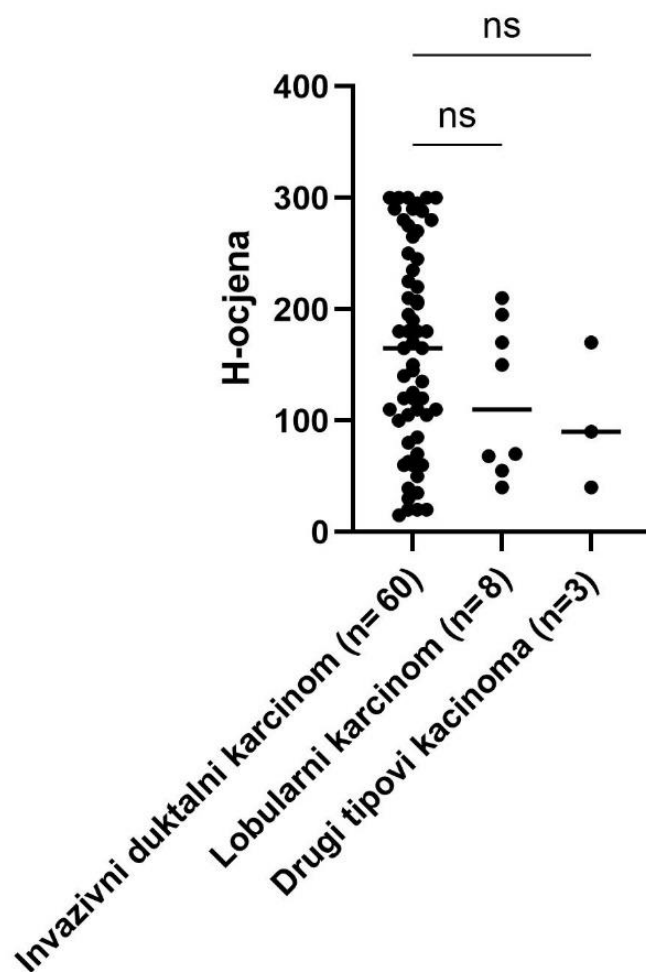 ns
ns
400
300
200
100
0
H-ocjena
Invazivni duktalni karcinom (n= 60)
Lobularni karcinom (n= 8)
Drugi tipovi kacinoma (n=3)